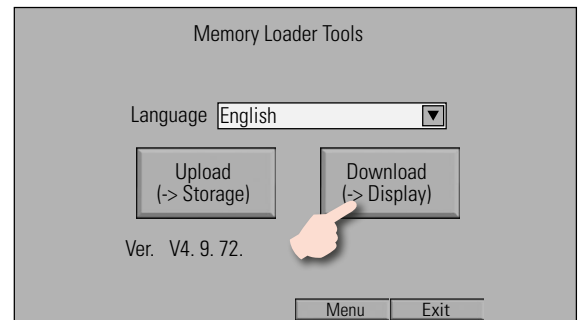 Memory Loader Tools
Language English
Upload
(-> Storage)
Download
(-> Display)
Ver. V4. 9. 72.
Menu Exit